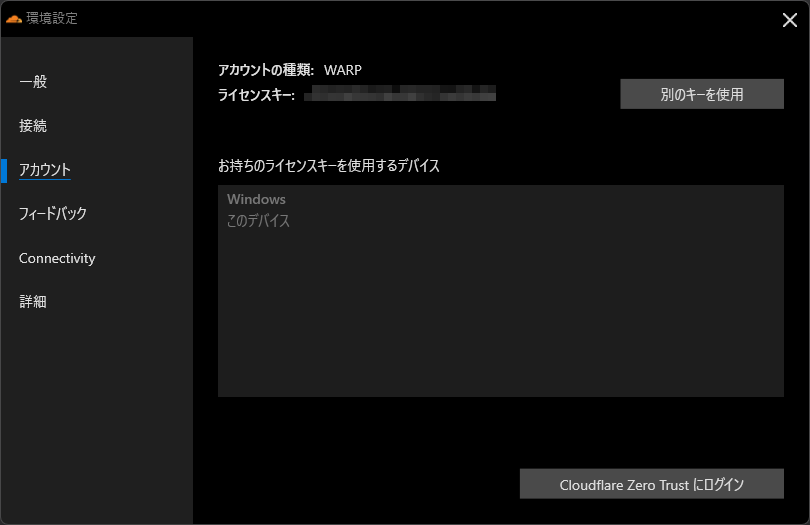 環境設定
一般
接続
アカウント
フィードバック
Connectivity
詳細
アカウントの種類: WARP
ライセンスキー:
別のキーを使用
お持ちのライセンスキーを使用するデバイス
Windows
このデバイス
Cloudflare Zero Trust にログイン